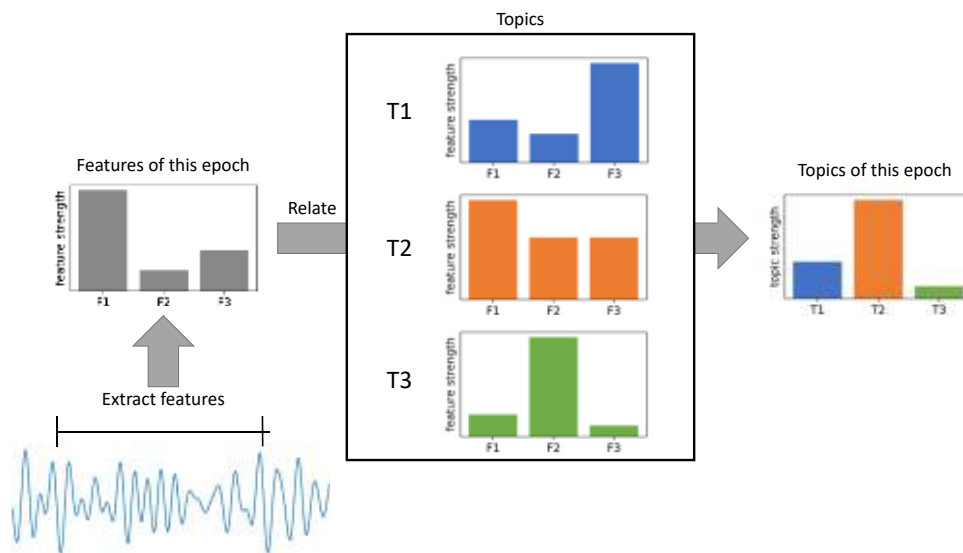 Topics
T1
feature strength
F1 F2 F3
Features of this epoch
feature strength
F1 F2 F3
Relate
T2
feature strength
F1 F2 F3
Topics of this epoch
topic strength
T1 T2 T3
T3
feature strength
F1 F2 F3
Extract features